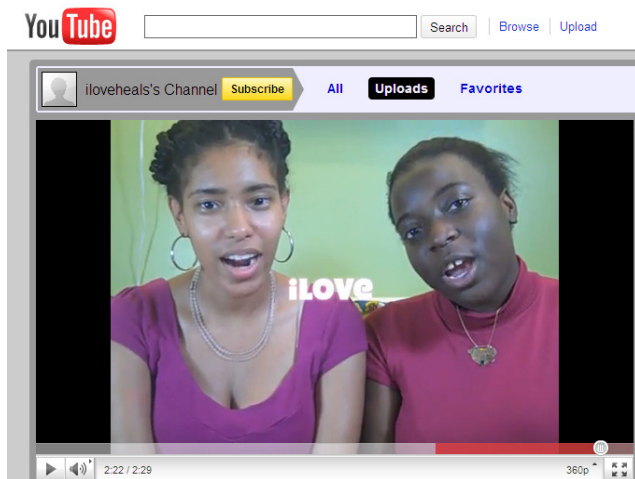 You Tube
Search
Browse
Upload
iloveheals's Channel
Subscribe
All
Uploads
Favorites
iLOVe
2:22 / 2:29
360p